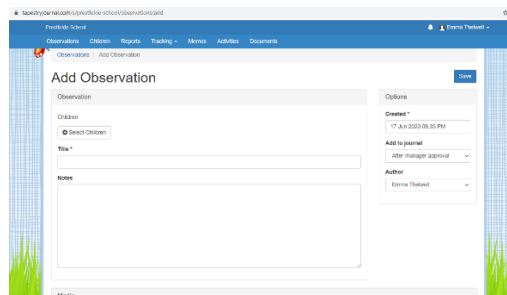 tapestryjournal.com/s/prestfelde-school/observations/add
Prestfelde School
Emma Thelwell
Observations Children Reports Tracking Memos Activities Documents
Observations / Add Observation
Add Observation
Save
Observation
Children
Select Children
Title *
Notes
Options
Created *
17 Jun 2020 08:35 PM
Add to journal
After manager approval
Author
Emma Thelwell
Media